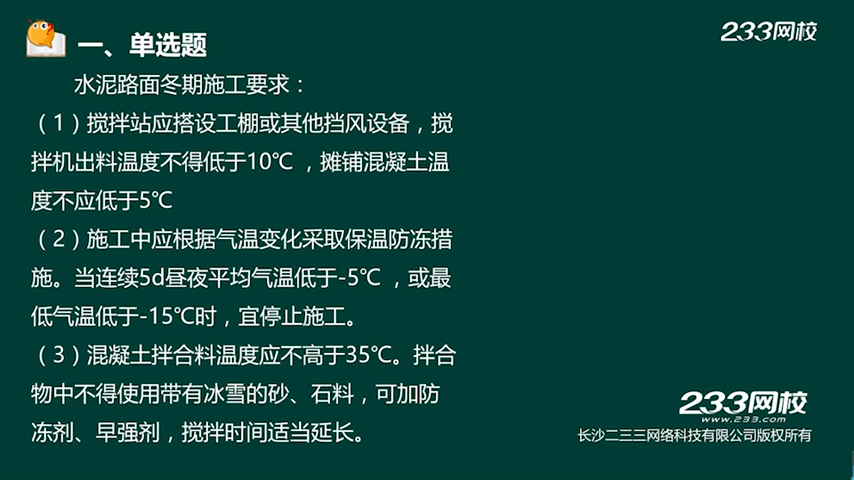 一、单选题
233网校
水泥路面冬期施工要求：
（1）搅拌站应搭设工棚或其他挡风设备，搅
拌机出料温度不得低于10℃ ，摊铺混凝土温
度不应低于5℃
（2）施工中应根据气温变化采取保温防冻措
施。当连续5d昼夜平均气温低于-5℃ ，或最
低气温低于-15℃时，宜停止施工。
（3）混凝土拌合料温度应不高于35℃。拌合
物中不得使用带有冰雪的砂、石料，可加防
冻剂、早强剂，搅拌时间适当延长。
233网校
www.233.com
长沙二三三网络科技有限公司版权所有